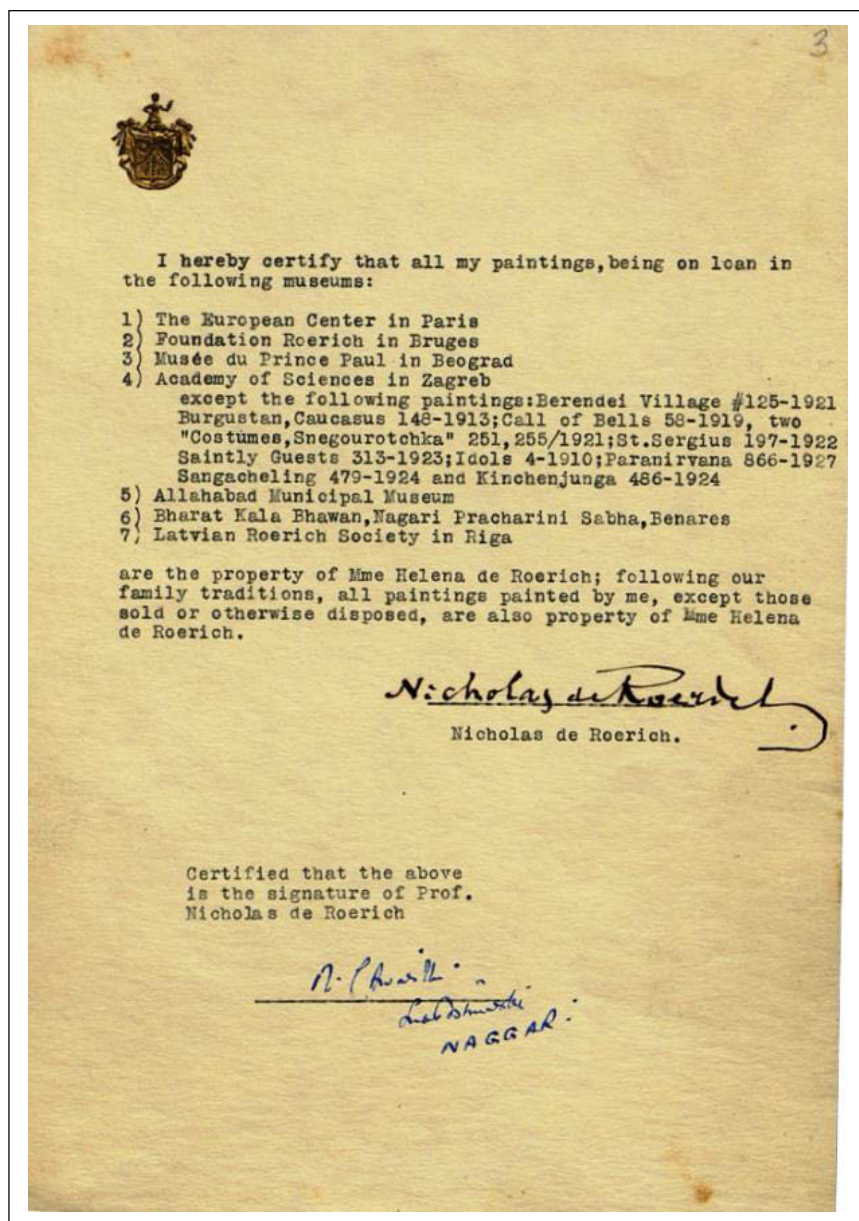 3
I hereby certify that all my paintings,being on loan in
the following museums:
1) The European Center in Paris
2) Foundation Roerich in Bruges
3) Musée du Prince Paul in Beograd
4) Academy of Sciences in Zagreb
except the following paintings:Berendei Village #125-1921
Burgustan,Caucasus 148-1913;Call of Bells 58-1919, two
"Costumes,Snegourotchka" 251,255/1921;St.Sergius 197-1922
Saintly Guests 313-1923;Idols 4-1910;Paranirvana 866-1927
Sangacheling 479-1924 and Kinchenjunga 486-1924
5) Allahabad Municipal Museum
6) Bharat Kala Bhawan,Nagari Pracharini Sabha,Benares
7) Latvian Roerich Society in Riga
are the property of Mme Helena de Roerich; following our
family traditions, all paintings painted by me, except those
sold or otherwise disposed, are also property of Mme Helena
de Roerich.
Nicholas de Roerich
Nicholas de Roerich.
Certified that the above
is the signature of Prof.
Nicholas de Roerich
NAGGAR.